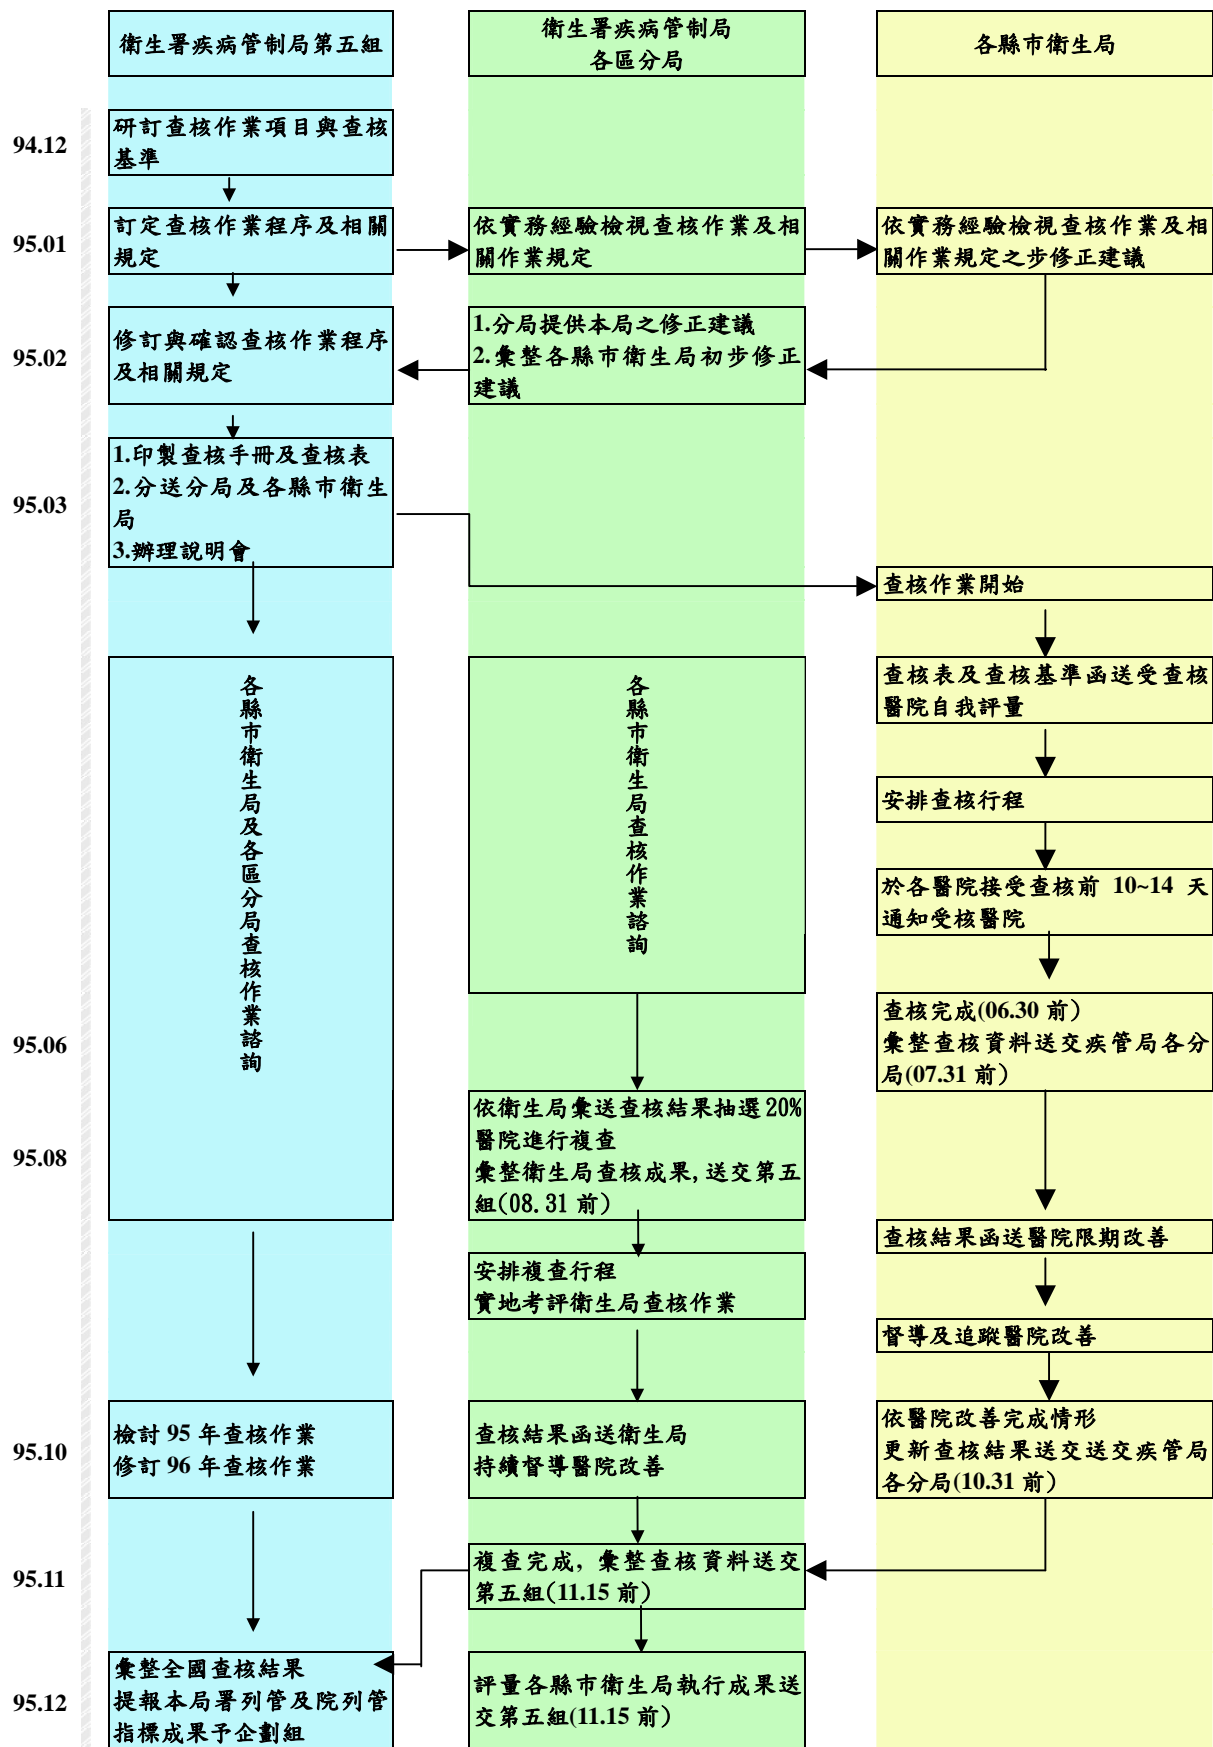 衛生署疾病管制局第五組
衛生署疾病管制局
各區分局
各縣市衛生局
94.12
研訂查核作業項目與查核
基準
95.01
訂定查核作業程序及相關
規定
依實務經驗檢視查核作業及相
關作業規定
依實務經驗檢視查核作業及相
關作業規定之步修正建議
95.02
修訂與確認查核作業程序
及相關規定
1.分局提供本局之修正建議
2.彙整各縣市衛生局初步修正
建議
95.03
1.印製查核手冊及查核表
2.分送分局及各縣市衛生
局
3.辦理說明會
查核作業開始
各縣市衛生局及各區分局查核作業諮詢
各縣市衛生局查核作業諮詢
查核表及查核基準函送受查核
醫院自我評量
安排查核行程
於各醫院接受查核前 10~14 天
通知受核醫院
95.06
查核完成(06.30 前)
彙整查核資料送交疾管局各分
局(07.31 前)
95.08
依衛生局彙送查核結果抽選 20%
醫院進行複查
彙整衛生局查核成果,送交第五
組(08.31 前)
查核結果函送醫院限期改善
安排複查行程
實地考評衛生局查核作業
督導及追蹤醫院改善
95.10
檢討 95 年查核作業
修訂 96 年查核作業
查核結果函送衛生局
持續督導醫院改善
依醫院改善完成情形
更新查核結果送交送交疾管局
各分局(10.31 前)
95.11
複查完成,彙整查核資料送交
第五組(11.15 前)
95.12
彙整全國查核結果
提報本局署列管及院列管
指標成果予企劃組
評量各縣市衛生局執行成果送
交第五組(11.15 前)